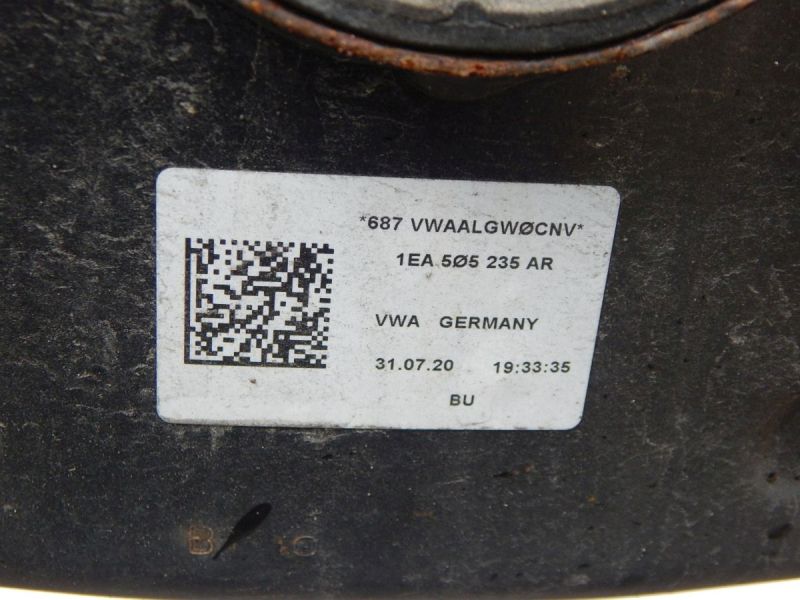 *687 VWAALGWØCNV*
1EA 5Ø5 235 AR
VWA GERMANY
31.07.20 19:33:35
BU